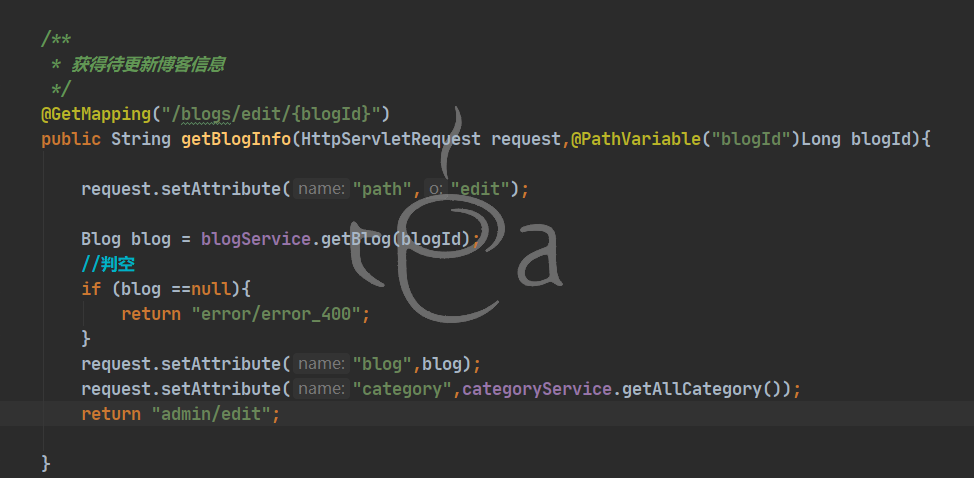 /**
* 获得待更新博客信息
*/
@GetMapping("/blogs/edit/{blogId}")
public String getBlogInfo(HttpServletRequest request,@PathVariable("blogId")Long blogId){
request.setAttribute( name: "path", o: "edit");
Blog blog = blogService.getBlog(blogId);
//判空
if (blog ==null){
return "error/error_400";
}
request.setAttribute( name: "blog",blog);
request.setAttribute( name: "category",categoryService.getAllCategory());
return "admin/edit";
}
tea